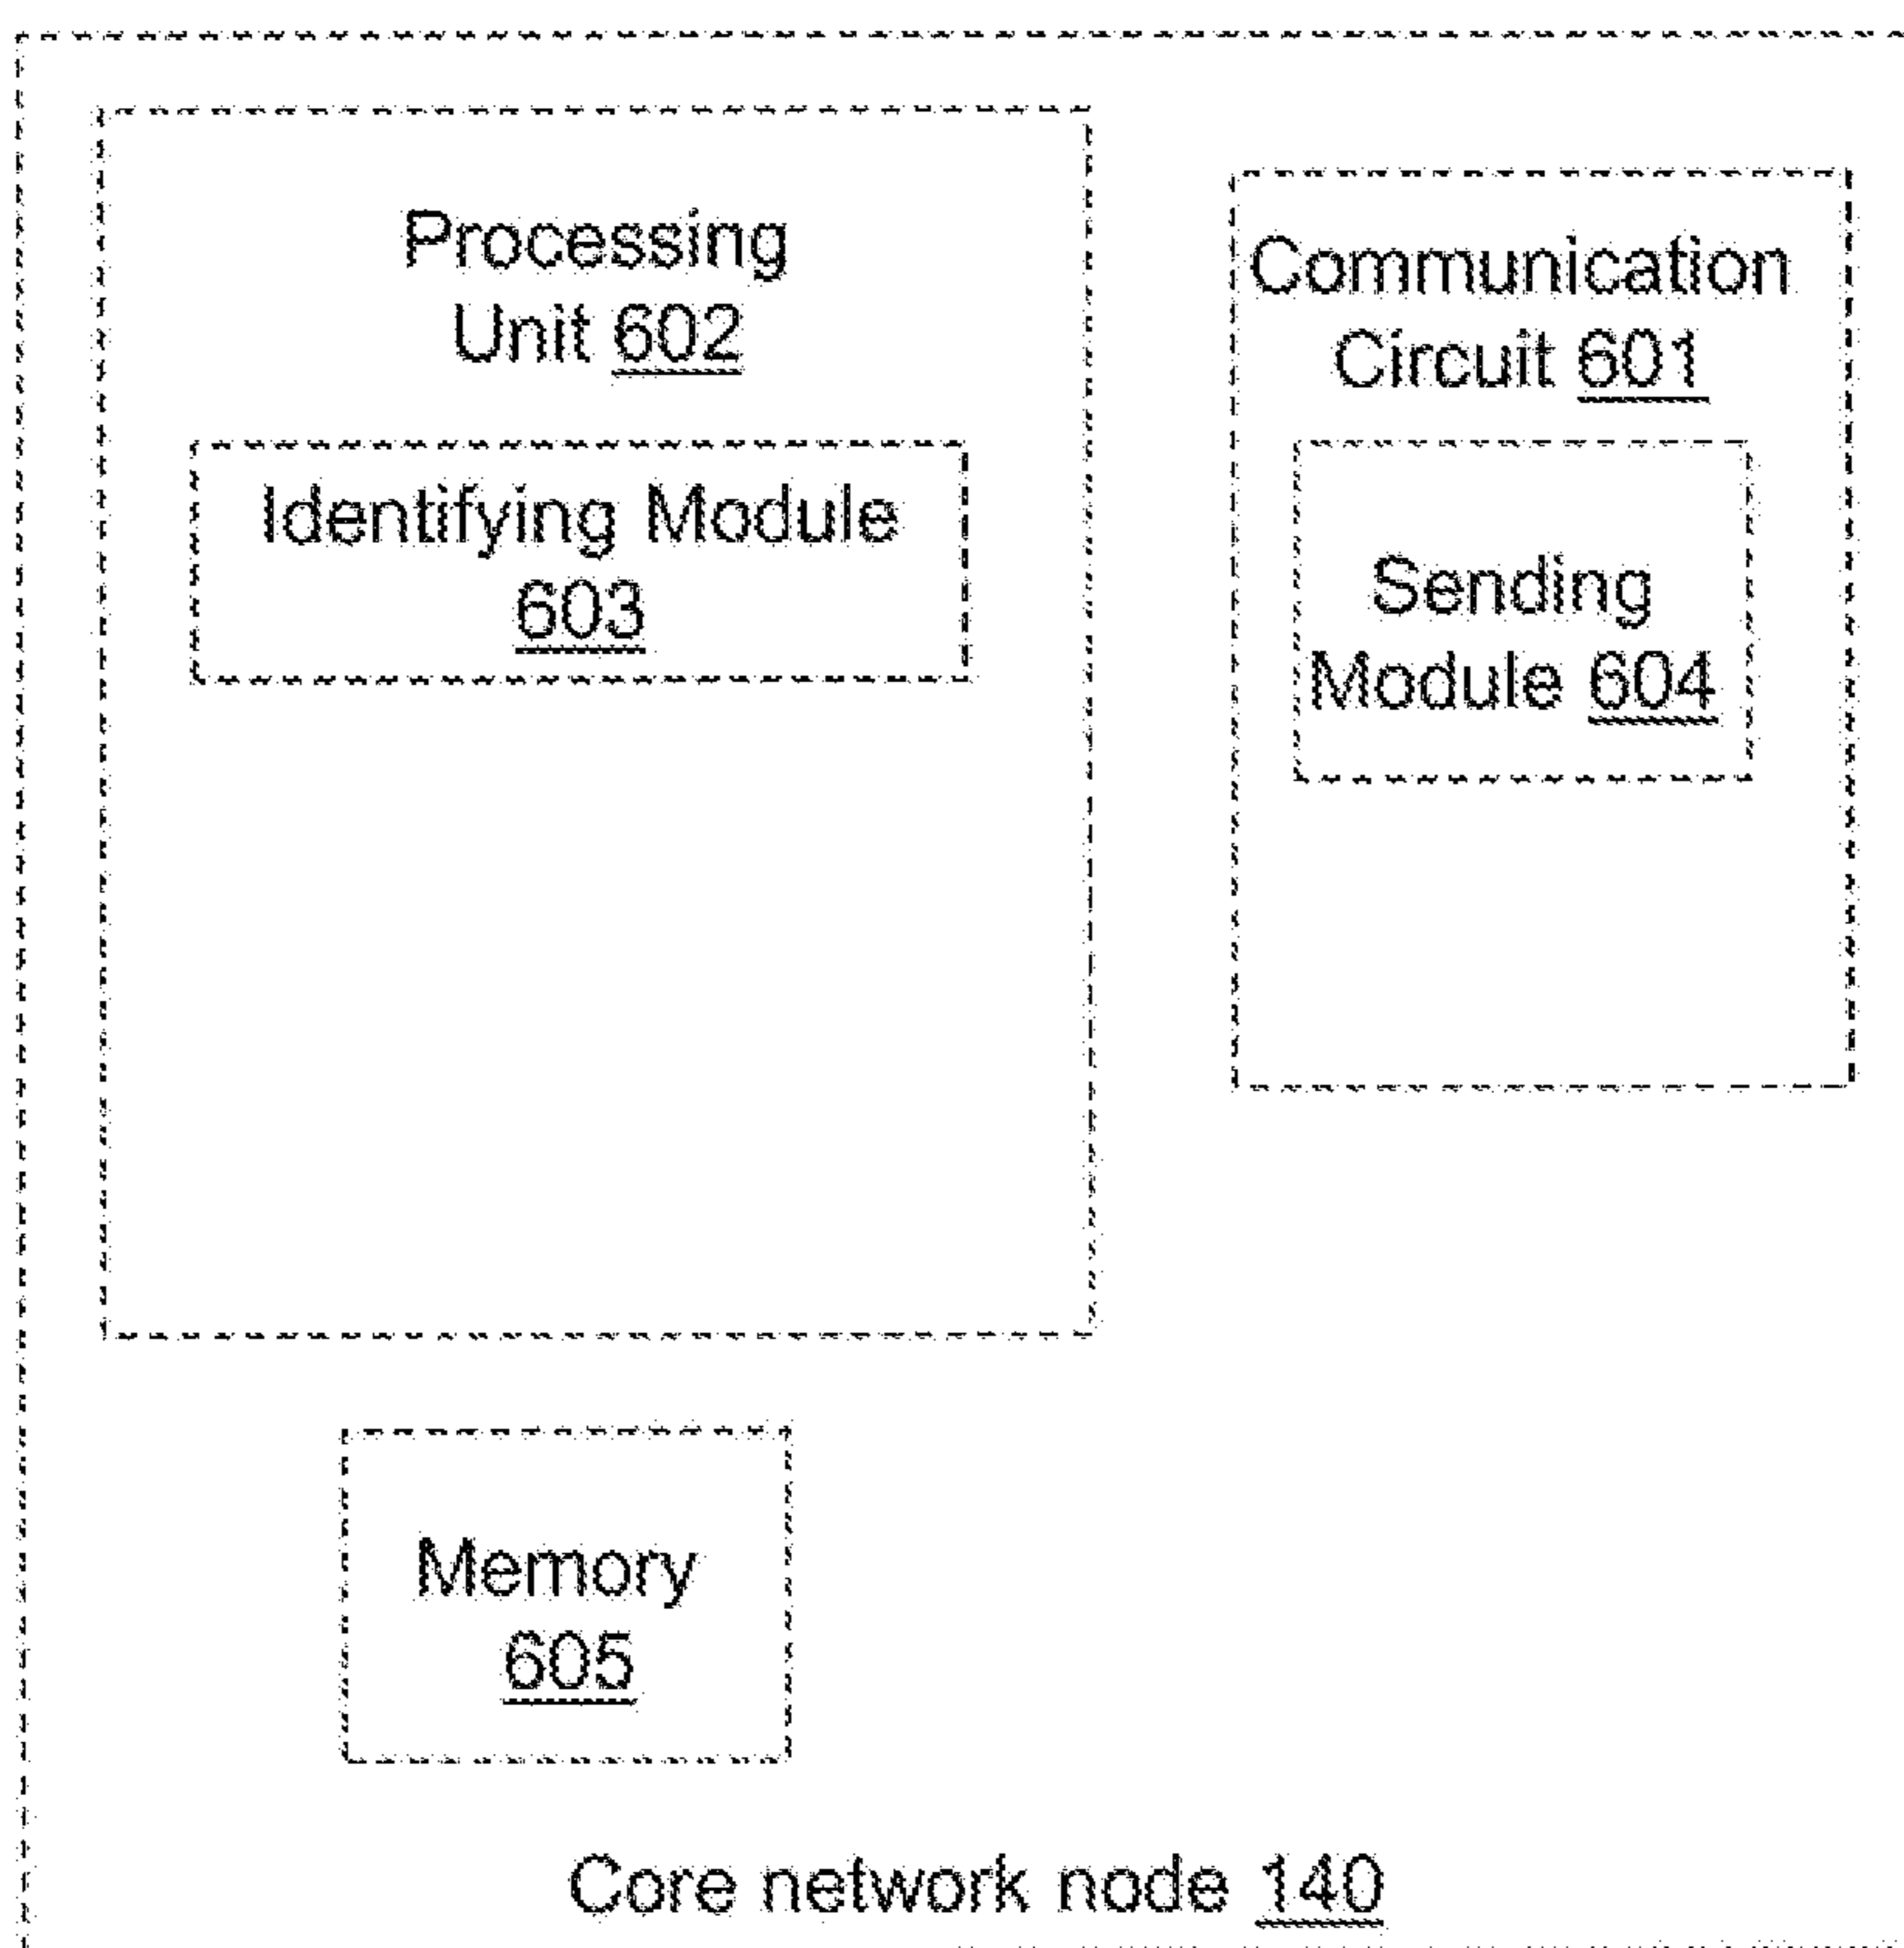 Processing
Unit 602
Identifying Module
603
Communication
Circuit 601
Sending
Module 604
Memory
605
Core network node 140